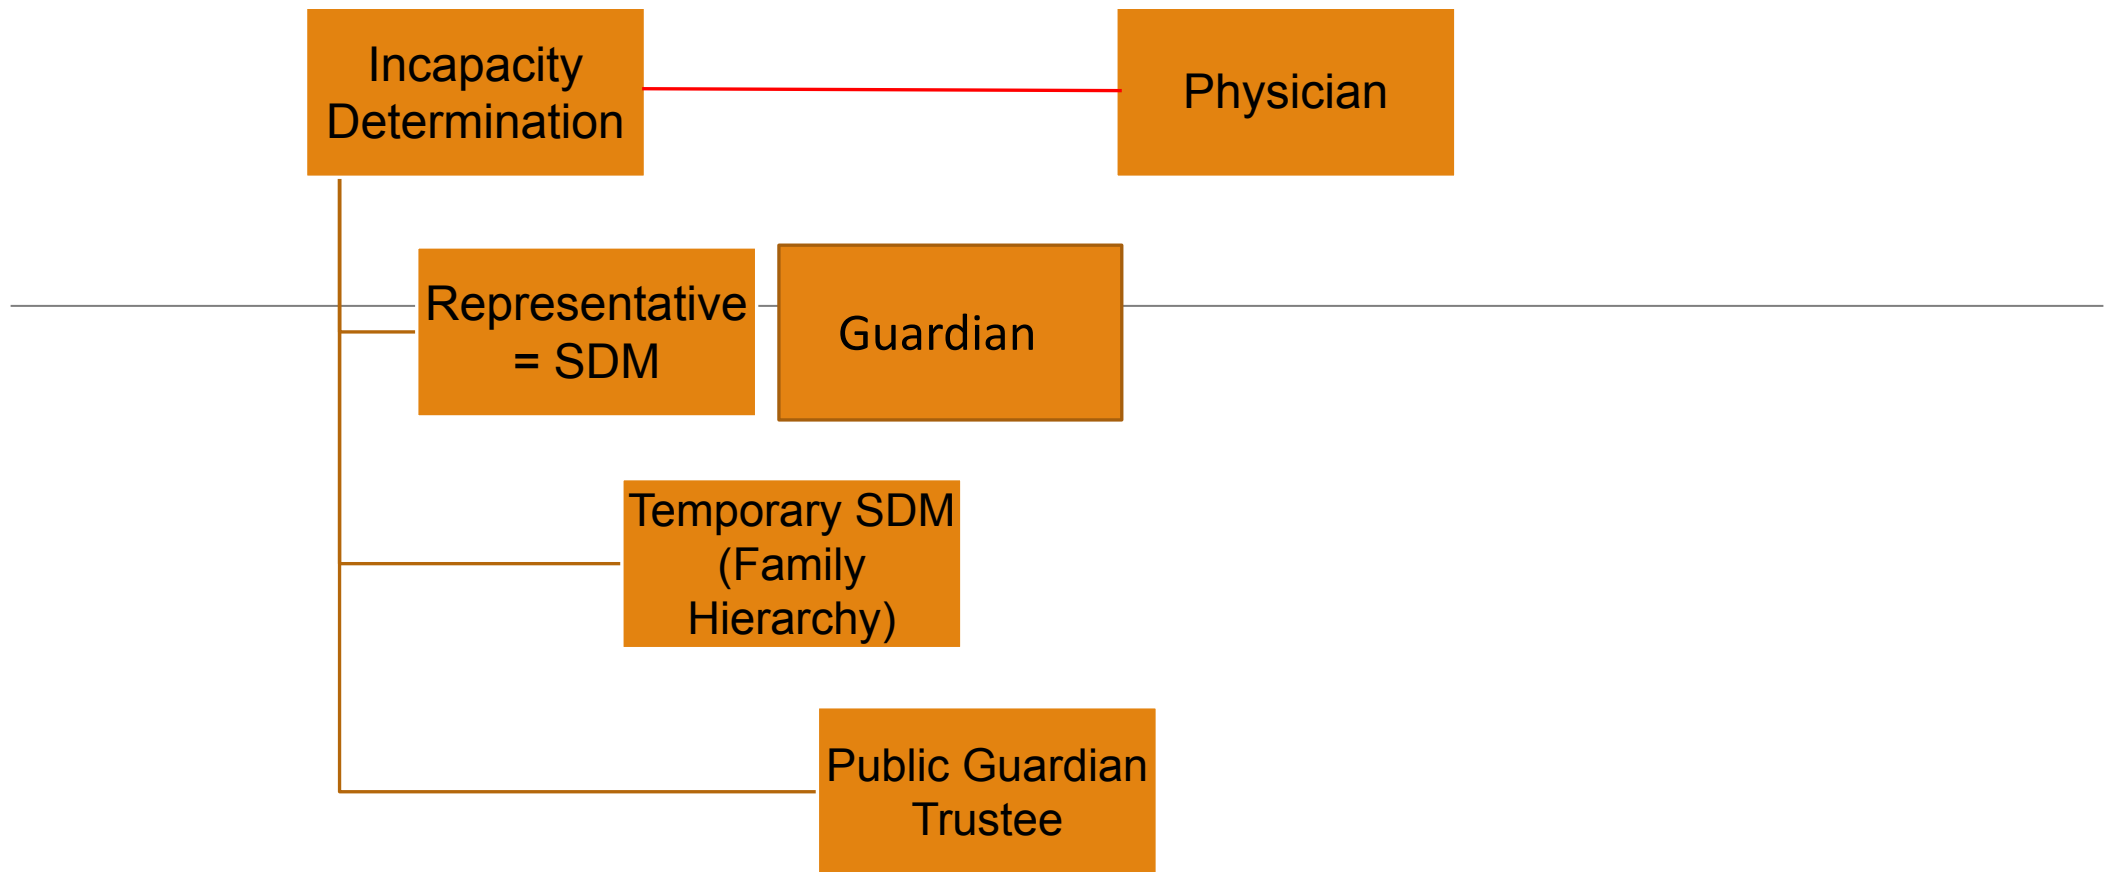 Incapacity
Determination
Physician
Representative
= SDM
Guardian
Temporary SDM
(Family
Hierarchy)
Public Guardian
Trustee